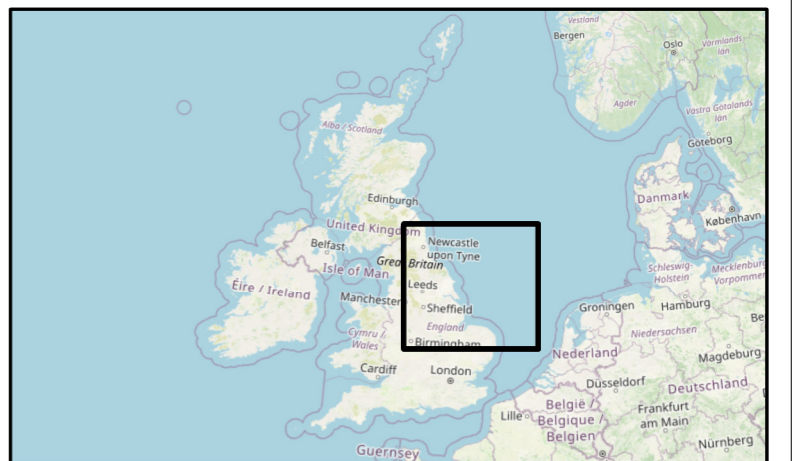 Vestland
Bergen
Oslo
Värmlands
län
Agder
Västra Götalands
län
Göteborg
Alba / Scotland
Danmark
København
Edinburgh
United Kingdom
Newcastle
upon Tyne
Belfast
Great Britain
Isle of Man
Schleswig-
Holstein
Mecklenburg
Vorpommer
Éire / Ireland
Leeds
Manchester
Sheffield
Groningen
Hamburg
Be
Cymru /
Wales
England
Birmingham
Niedersachsen
Nederland
Magdeburg
Cardiff
London
Düsseldorf
Deutschland
België /
Belgique /
Belgien
Lille
Frankfurt
am Main
Nürnberg
Guernsey